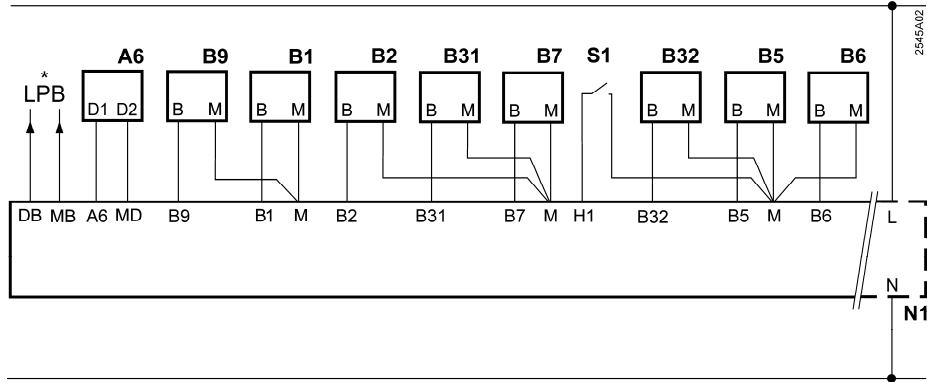 2545A02
A6 B9 B1 B2 B31 B7 S1 B32 B5 B6
*
LPB
D1 D2 B M B M B M B M B M B M B M B M
DB MB A6 MD B9 B1 M B2 B31 B7 M H1 B32 B5 M B6 L
N
N1